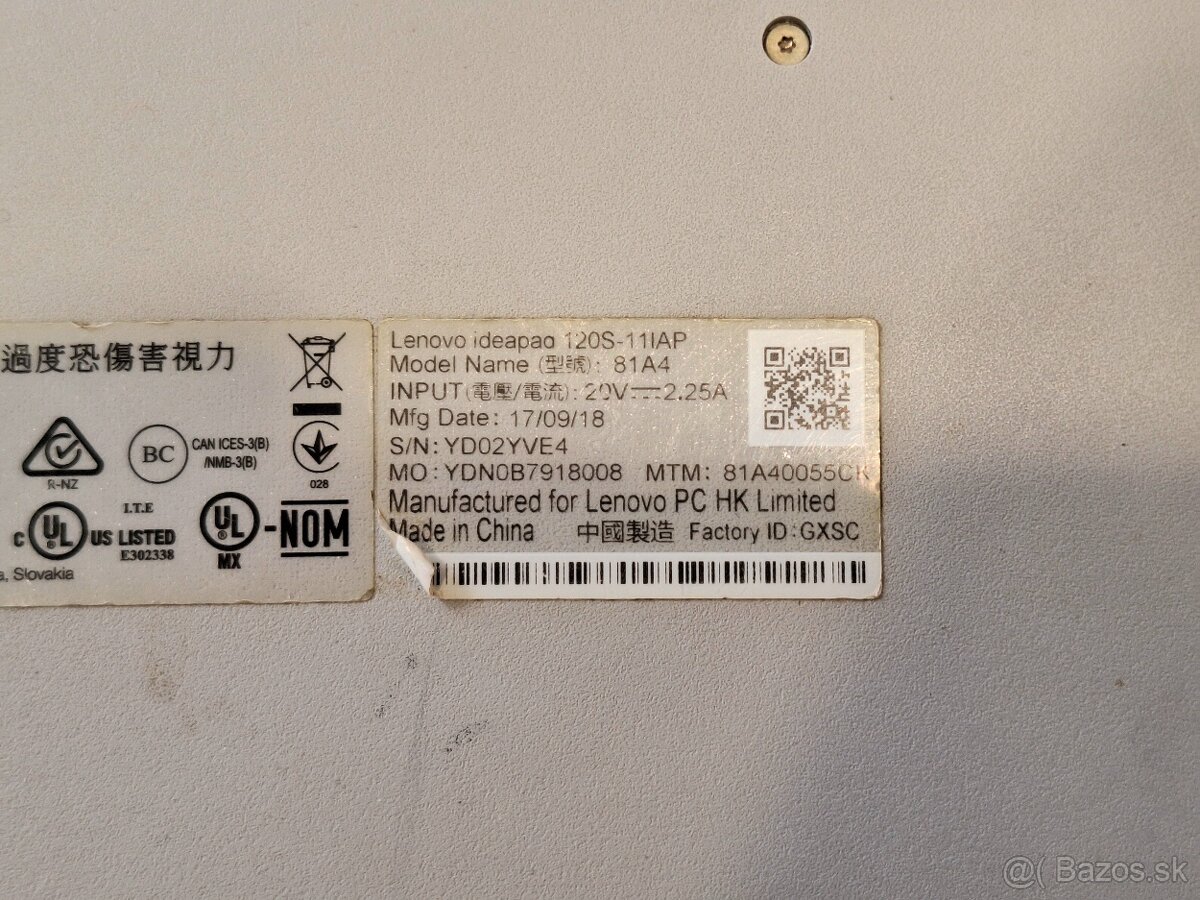 過度恐傷害視力
R-NZ
BC
CAN ICES-3(B)
/NMB-3(B)
028
I.T.E
c UL US LISTED
E302338
UL
MX
-NOM
a, Slovakia
Lenovo ideapad 120S-11IAP
Model Name (型號): 81A4
INPUT(電壓/電流): 20V⎓2.25A
Mfg Date: 17/09/18
S/N: YD02YVE4
MO: YDN0B7918008 MTM: 81A40055CK
Manufactured for Lenovo PC HK Limited
Made in China 中國製造 Factory ID:GXSC
@( Bazos.sk